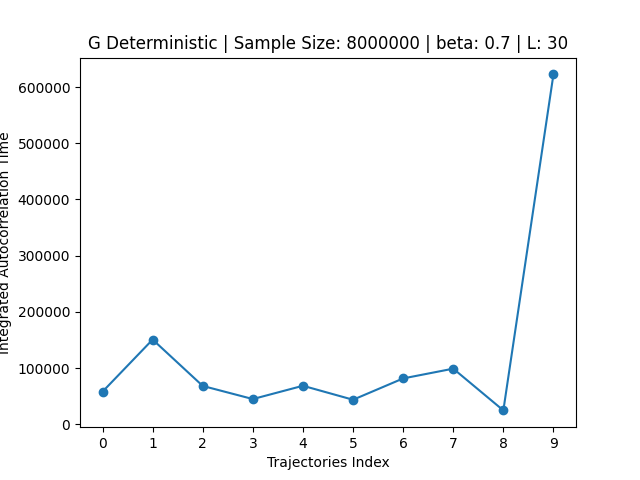 G Deterministic | Sample Size: 8000000 | beta: 0.7 | L: 30
600000
500000
400000
300000
200000
100000
0
Integrated Autocorrelation Time
0 1 2 3 4 5 6 7 8 9
Trajectories Index